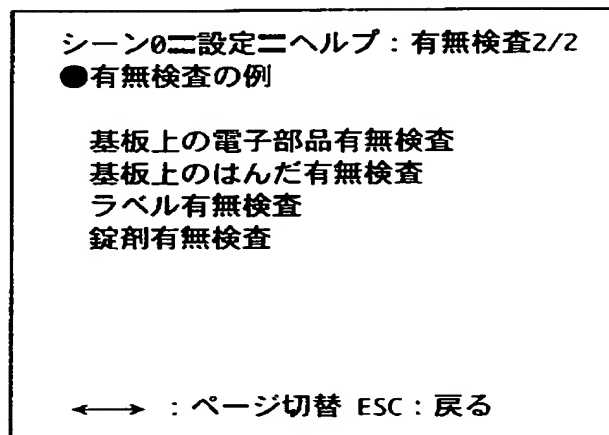 シーン0〓設定〓ヘルプ：有無検査2/2
●有無検査の例
基板上の電子部品有無検査
基板上のはんだ有無検査
ラベル有無検査
錠剤有無検査
←→：ページ切替 ESC：戻る